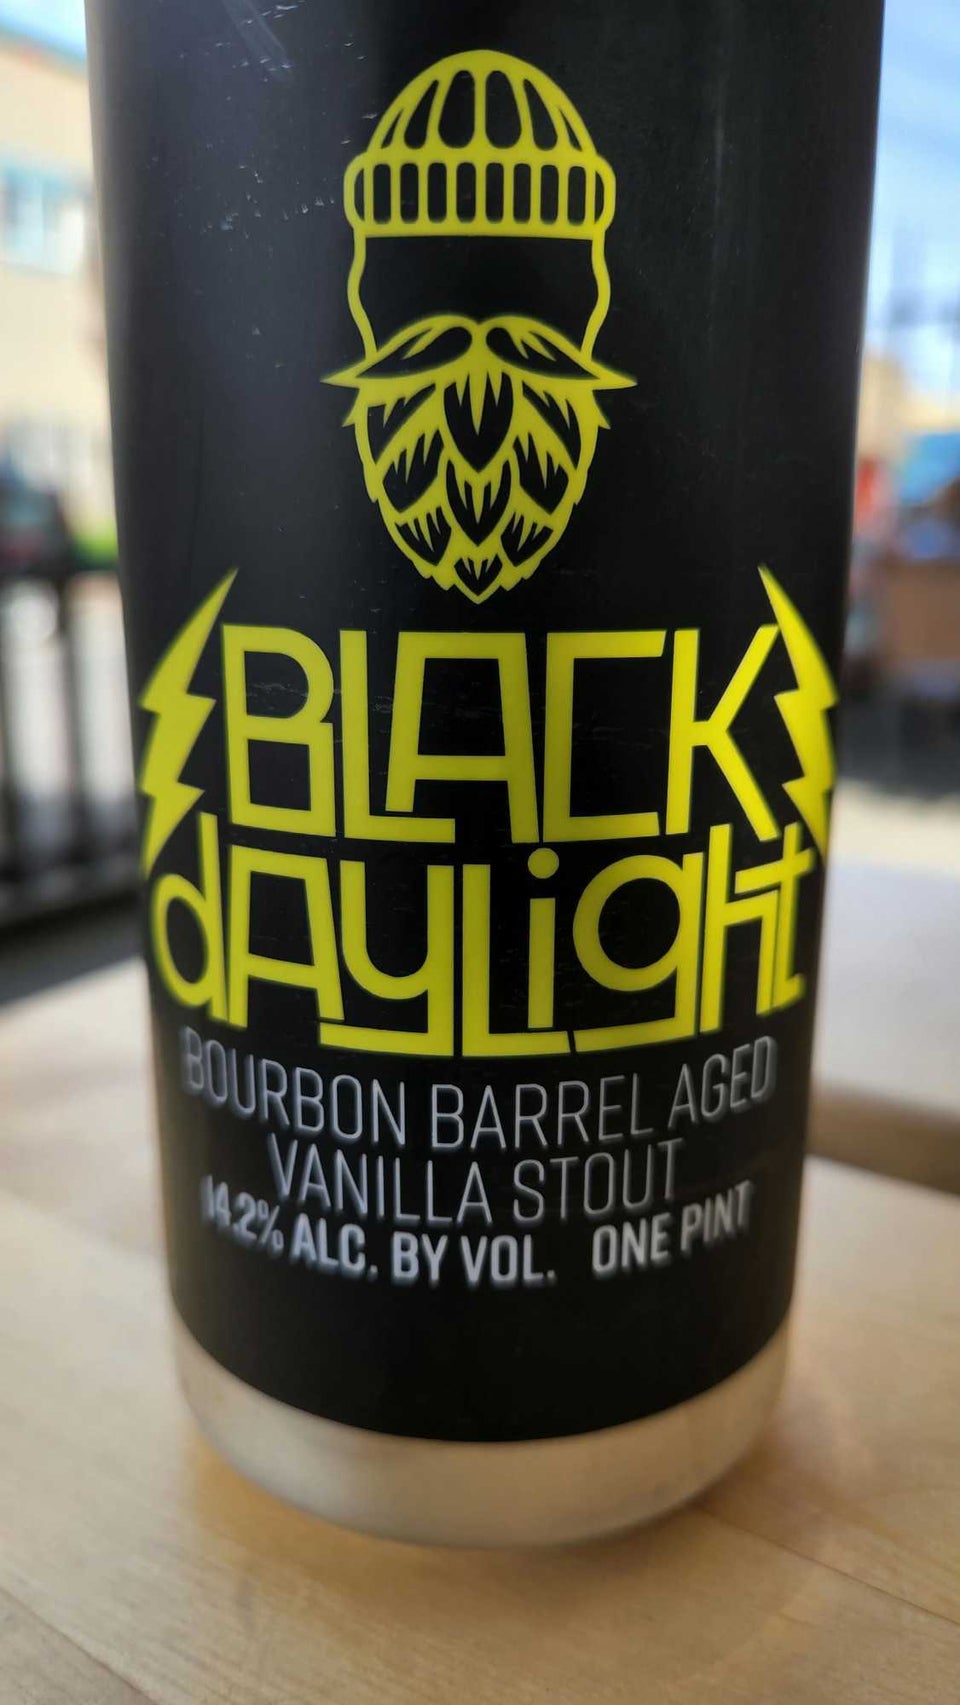 BLACK
dAyLight
BOURBON BARREL AGED
VANILLA STOUT
14.2% ALC. BY VOL. ONE PINT